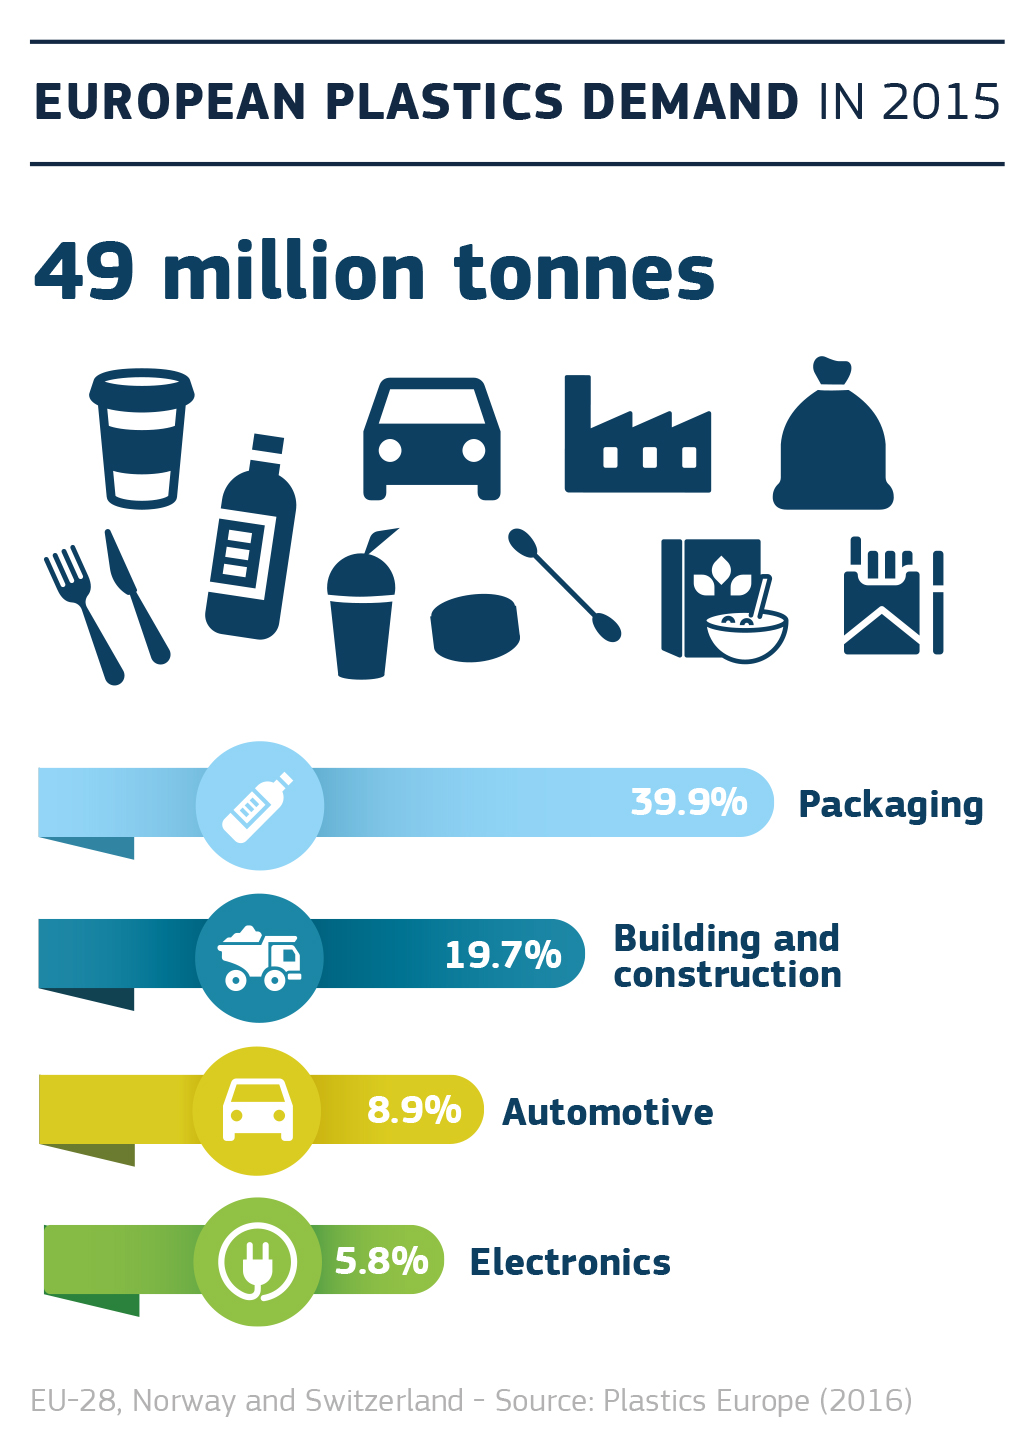 EUROPEAN PLASTICS DEMAND IN 2015
49 million tonnes
39.9% Packaging
19.7% Building and
construction
8.9% Automotive
5.8% Electronics
EU-28, Norway and Switzerland - Source: Plastics Europe (2016)